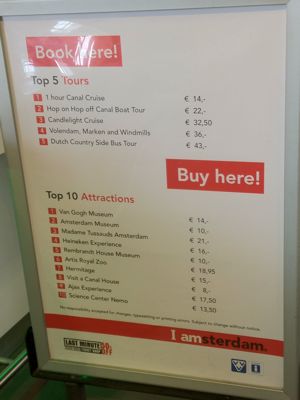 Book here!
Top 5 Tours
1 1 hour Canal Cruise € 14,-
2 Hop on Hop off Canal Boat Tour € 22,-
3 Candlelight Cruise € 32,50
4 Volendam, Marken and Windmills € 36,-
5 Dutch Country Side Bus Tour € 43,-
Buy here!
Top 10 Attractions
1 Van Gogh Museum € 14,-
2 Amsterdam Museum € 10,-
3 Madame Tussauds Amsterdam € 21,-
4 Heineken Experience € 16,-
5 Rembrandt House Museum € 10,-
6 Artis Royal Zoo € 18,95
7 Hermitage € 15,-
8 Visit a Canal House € 8,-
9 Ajax Experience € 17,50
10 Science Center Nemo € 13,50
No responsibility accepted for changes, typesetting or printing errors. Subject to change without notice.
I amsterdam.
LAST MINUTE
OFF
VVV
i